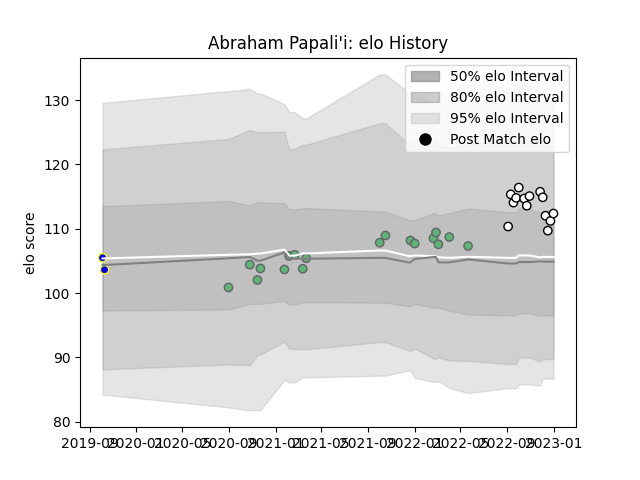 Abraham Papali'i: elo History
50% elo Interval
80% elo Interval
95% elo Interval
Post Match elo
elo score
130
120
110
100
90
80
2019-09 2020-01 2020-05 2020-09 2021-01 2021-05 2021-09 2022-01 2022-05 2022-09 2023-01